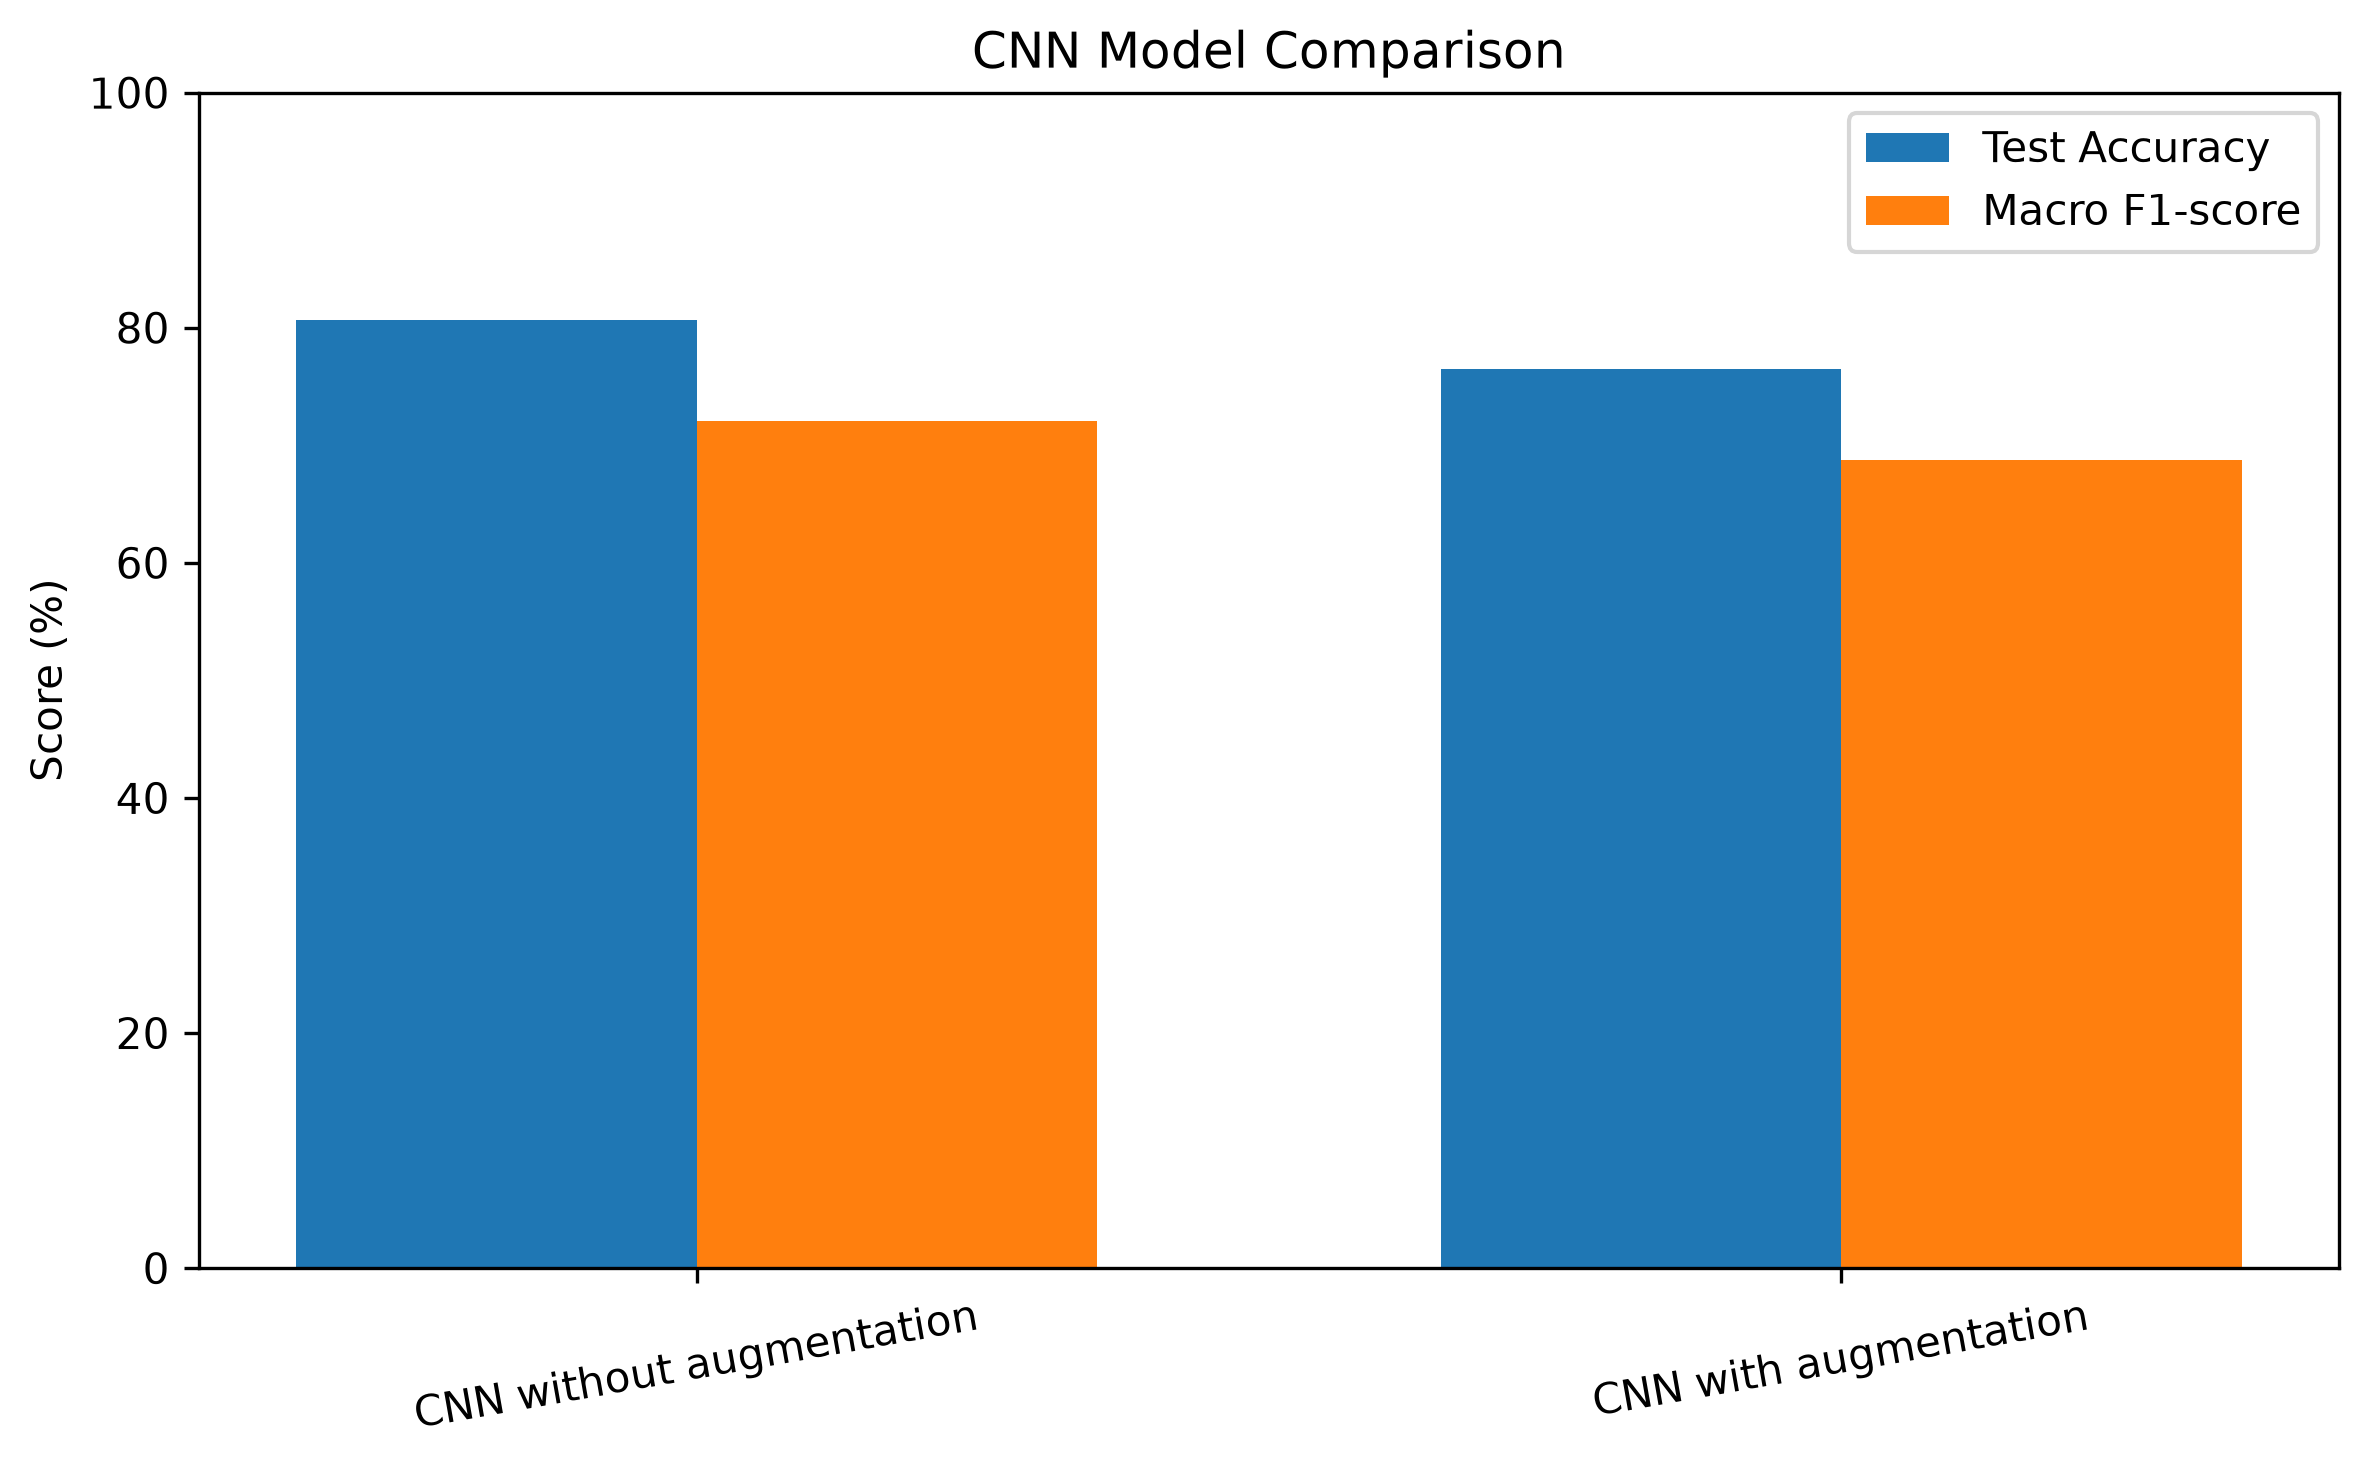 CNN Model Comparison
Test Accuracy
Macro F1-score
Score (%)
100
80
60
40
20
0
CNN without augmentation
CNN with augmentation